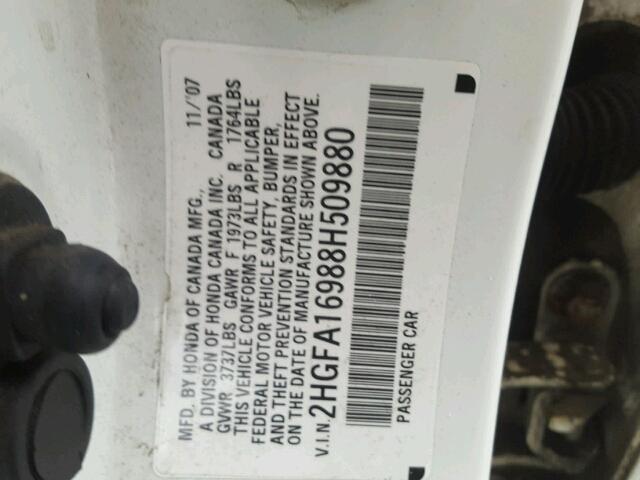 MFD. BY HONDA OF CANADA MFG., 11/'07
A DIVISION OF HONDA CANADA INC. CANADA
GVWR 3737LBS GAWR F 1973LBS R 1764LBS
THIS VEHICLE CONFORMS TO ALL APPLICABLE
FEDERAL MOTOR VEHICLE SAFETY, BUMPER,
AND THEFT PREVENTION STANDARDS IN EFFECT
ON THE DATE OF MANUFACTURE SHOWN ABOVE.
V.I.N. 2HGFA16988H509880
PASSENGER CAR